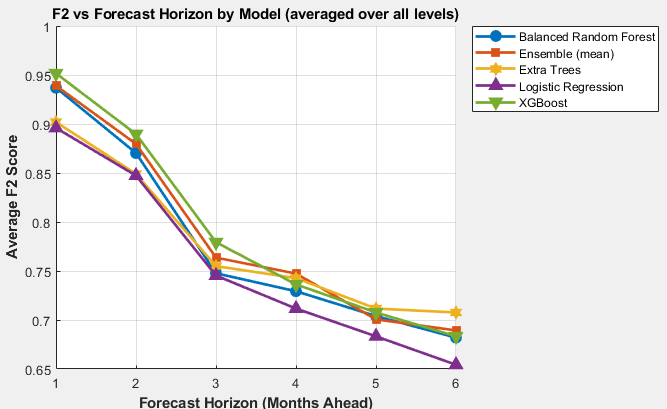 F2 vs Forecast Horizon by Model (averaged over all levels)
Balanced Random Forest
Ensemble (mean)
Extra Trees
Logistic Regression
XGBoost
Average F2 Score
1
0.95
0.9
0.85
0.8
0.75
0.7
0.65
1 2 3 4 5 6
Forecast Horizon (Months Ahead)